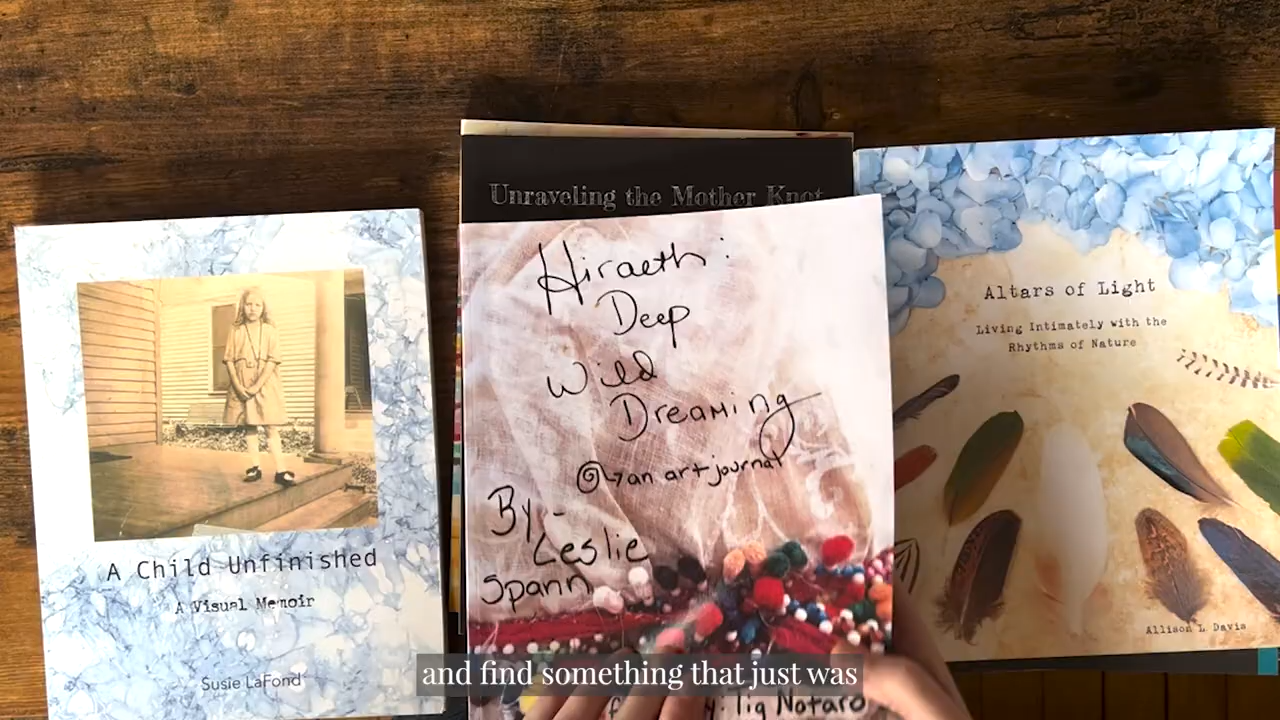 Unraveling the Mother Knot
Hiraeth:
Deep
Wild
Dreaming
an art journal
By-
Leslie
Spann
y. Tig Notaro
A Child Unfinished
A Visual Memoir
Susie LaFond
Altars of Light
Living Intimately with the
Rhythms of Nature
Allison L Davis
and find something that just was